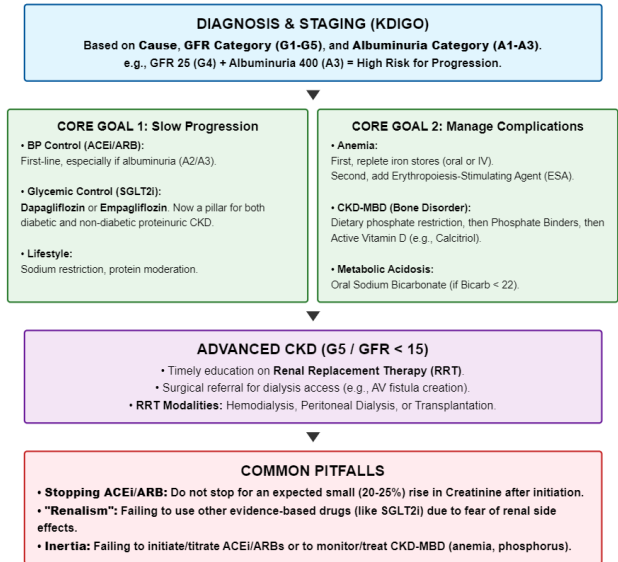 DIAGNOSIS & STAGING (KDIGO)
Based on Cause, GFR Category (G1-G5), and Albuminuria Category (A1-A3).
e.g., GFR 25 (G4) + Albuminuria 400 (A3) = High Risk for Progression.
CORE GOAL 1: Slow Progression
• BP Control (ACEi/ARB):
First-line, especially if albuminuria (A2/A3).
• Glycemic Control (SGLT2i):
Dapagliflozin or Empagliflozin. Now a pillar for both
diabetic and non-diabetic proteinuric CKD.
• Lifestyle:
Sodium restriction, protein moderation.
CORE GOAL 2: Manage Complications
• Anemia:
First, replete iron stores (oral or IV).
Second, add Erythropoiesis-Stimulating Agent (ESA).
• CKD-MBD (Bone Disorder):
Dietary phosphate restriction, then Phosphate Binders, then
Active Vitamin D (e.g., Calcitriol).
• Metabolic Acidosis:
Oral Sodium Bicarbonate (if Bicarb < 22).
ADVANCED CKD (G5 / GFR < 15)
• Timely education on Renal Replacement Therapy (RRT).
• Surgical referral for dialysis access (e.g., AV fistula creation).
• RRT Modalities: Hemodialysis, Peritoneal Dialysis, or Transplantation.
COMMON PITFALLS
• Stopping ACEi/ARB: Do not stop for an expected small (20-25%) rise in Creatinine after initiation.
• "Renalism": Failing to use other evidence-based drugs (like SGLT2i) due to fear of renal side
effects.
• Inertia: Failing to initiate/titrate ACEi/ARBs or to monitor/treat CKD-MBD (anemia, phosphorus).